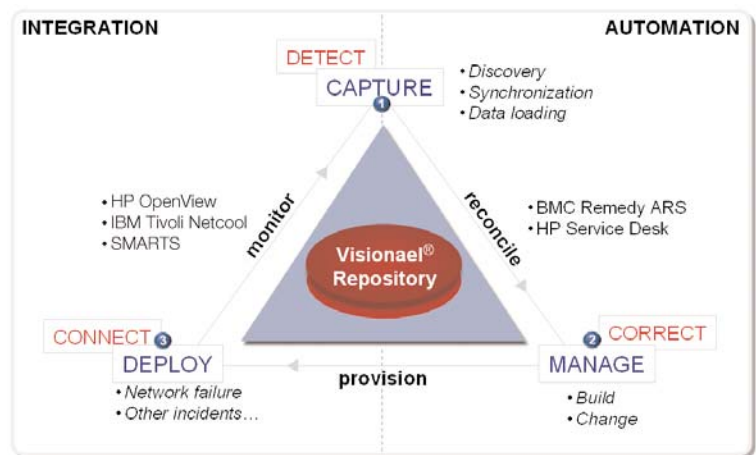 INTEGRATION
AUTOMATION
DETECT
CAPTURE
1
• Discovery
• Synchronization
• Data loading
• HP OpenView
• IBM Tivoli Netcool
• SMARTS
monitor
reconcile
• BMC Remedy ARS
• HP Service Desk
Visionael®
Repository
CONNECT
3
DEPLOY
• Network failure
• Other incidents…
provision
2
CORRECT
MANAGE
• Build
• Change